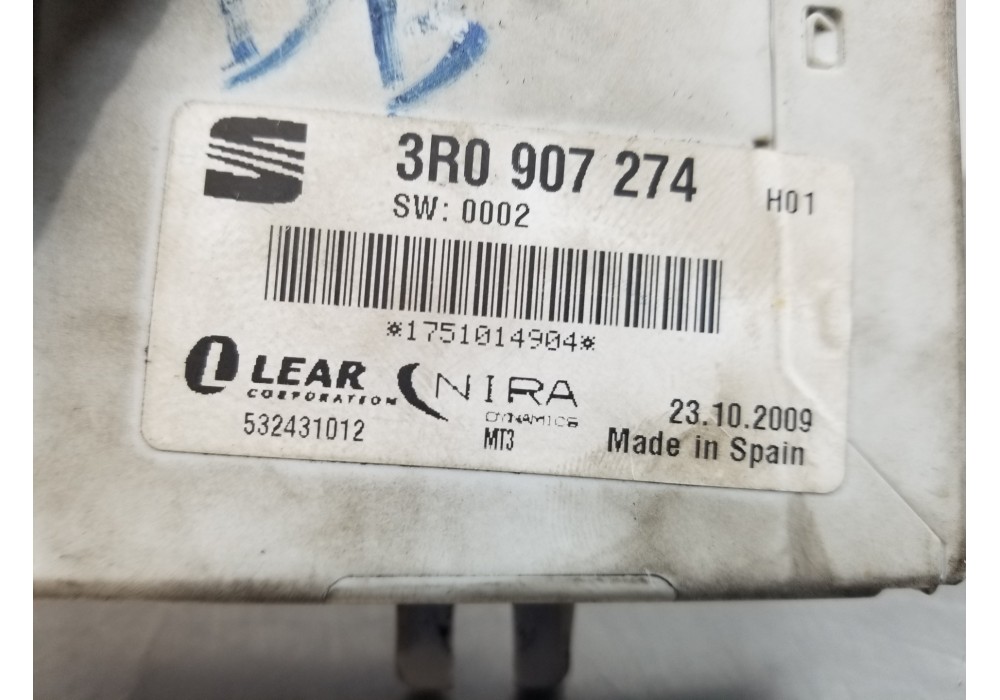 3R0 907 274
H01
SW: 0002
*1751014904*
LEAR
CORPORATION
NIRA
DYNAMICS
532431012
MT3
23.10.2009
Made in Spain